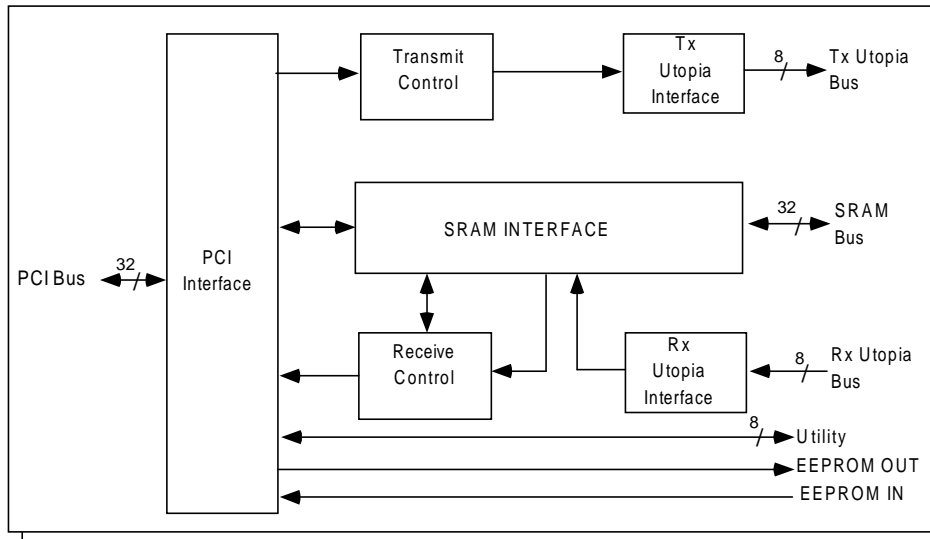 Transmit
Control
Tx
Utopia
Interface
8
Tx Utopia
Bus
SRAM INTERFACE
32
SRAM
Bus
PCI Bus
32
PCI
Interface
Receive
Control
Rx
Utopia
Interface
8
Rx Utopia
Bus
8
Utility
EEPROM OUT
EEPROM IN